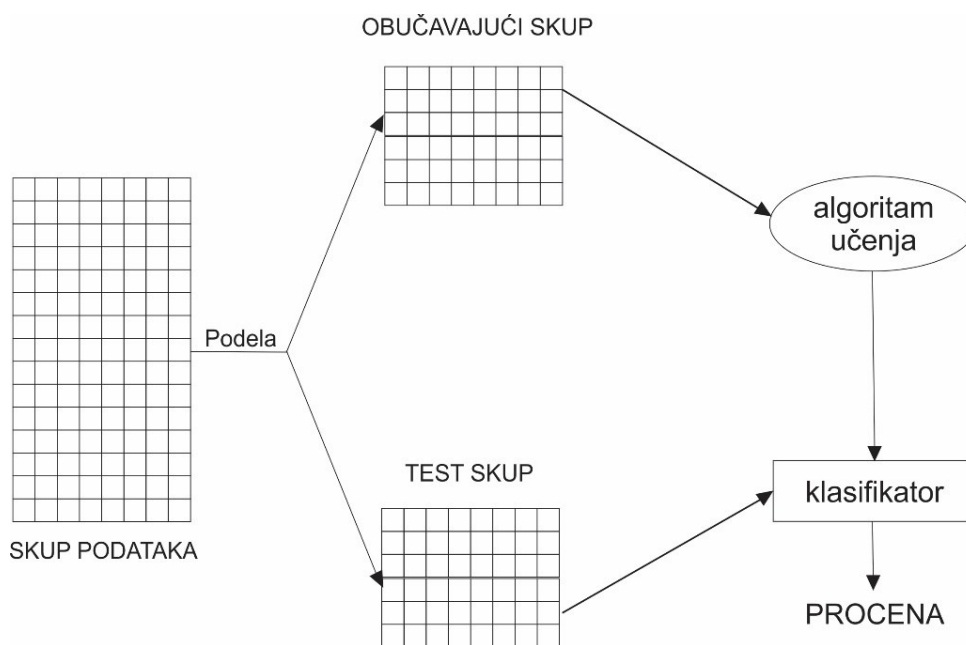 OBUČAVAJUĆI SKUP
algoritam
učenja
Podela
TEST SKUP
klasifikator
SKUP PODATAKA
PROCENA